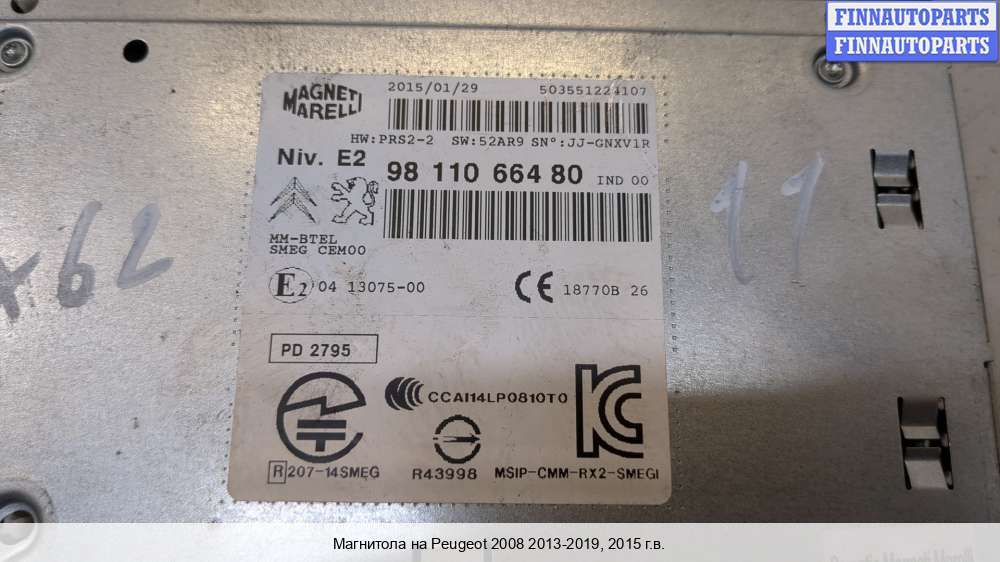 FINNAUTOPARTS
FINNAUTOPARTS
MAGNETI
MARELLI
2015/01/29 503551224107
HW:PRS2-2 SW:52AR9 SN°:JJ-GNXV1R
Niv. E2 98 110 664 80 IND 00
MM-BTEL
SMEG CEM00
E2 04 13075-00 CE 18770B 26
x62
11
PD 2795
CCAI14LP0810T0
R 207-14SMEG R43998 MSIP-CMM-RX2-SMEGI
Магнитола на Peugeot 2008 2013-2019, 2015 г.в.